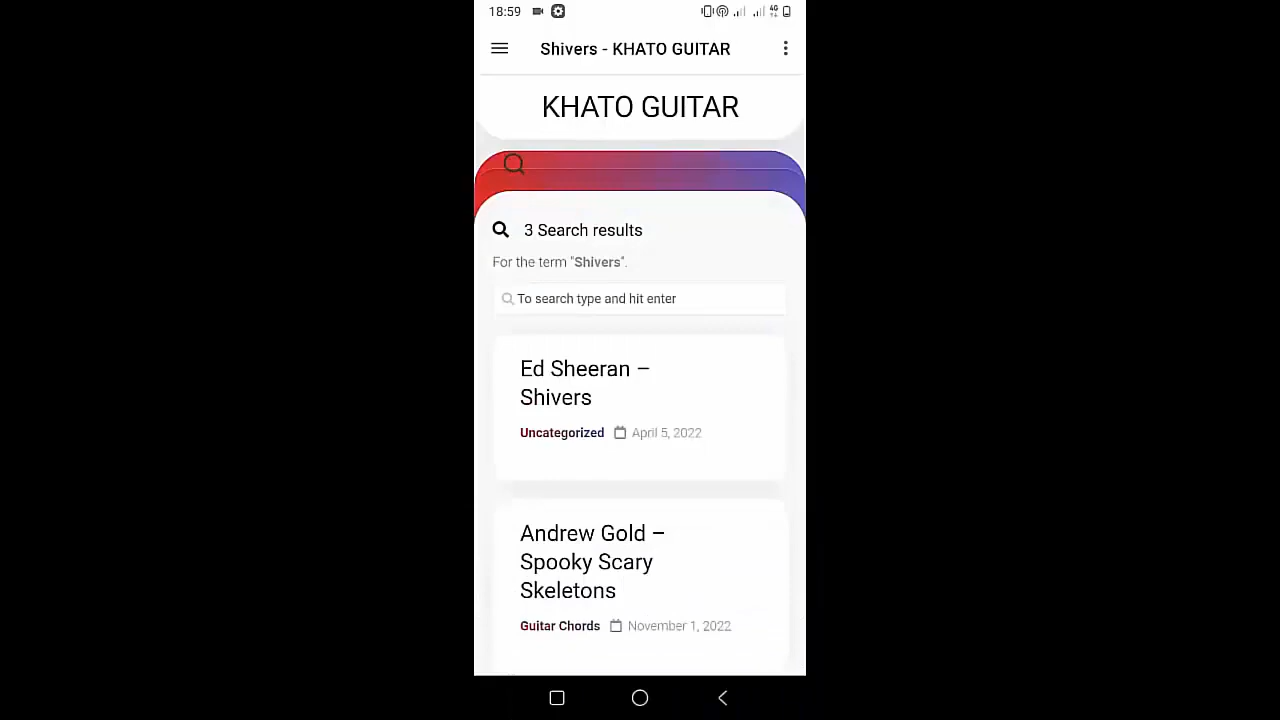 18:59 4G
Shivers - KHATO GUITAR
KHATO GUITAR
3 Search results
For the term "Shivers".
To search type and hit enter
Ed Sheeran –
Shivers
Uncategorized April 5, 2022
Andrew Gold –
Spooky Scary
Skeletons
Guitar Chords November 1, 2022